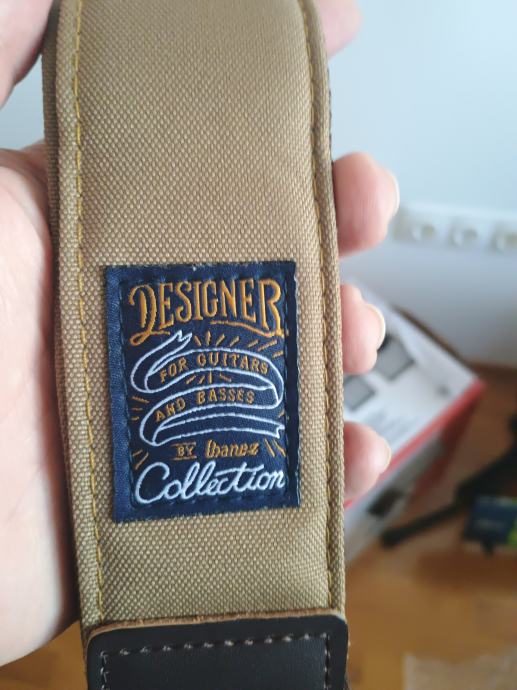 DESIGNER
FOR GUITARS
AND BASSES
BY Ibanez
Collection